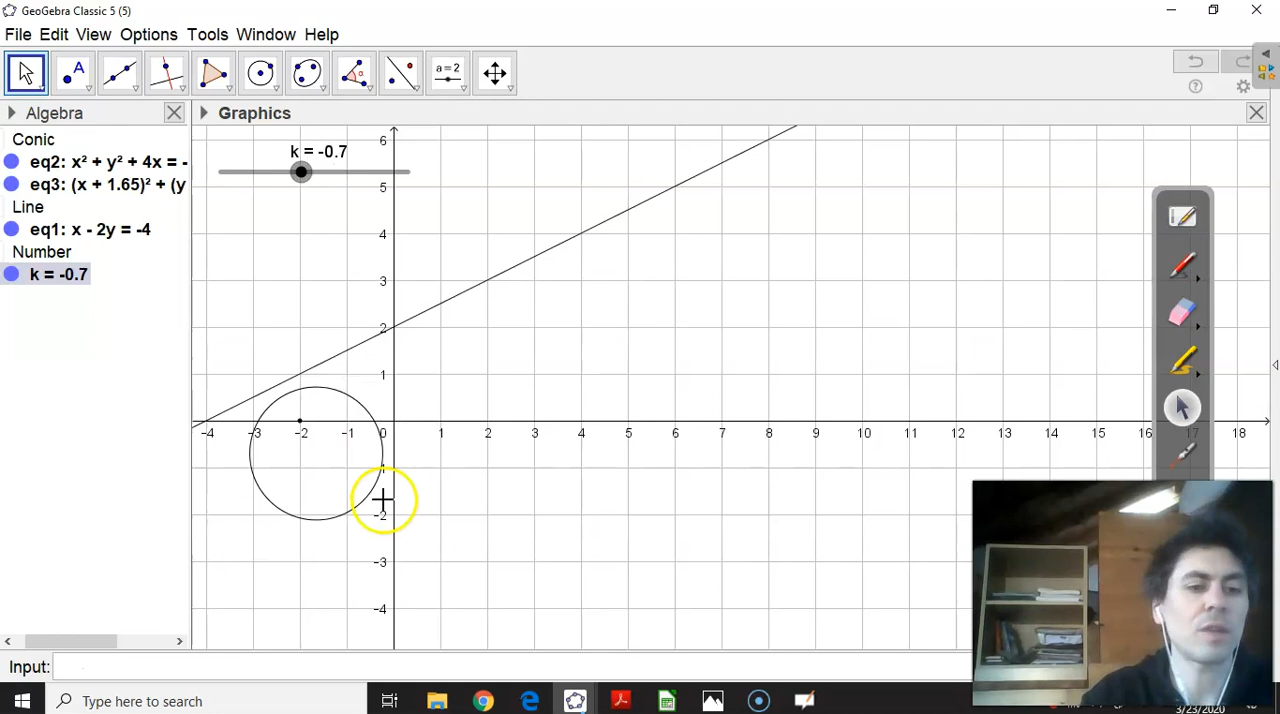 GeoGebra Classic 5 (5)
File Edit View Options Tools Window Help
A
α
a=2
Algebra
Graphics
Conic
eq2: x² + y² + 4x = -
eq3: (x + 1.65)² + (y
Line
eq1: x - 2y = -4
Number
k = -0.7
k = -0.7
6
5
4
3
2
1
-4 -3 -2 -1 0 1 2 3 4 5 6 7 8 9 10 11 12 13 14 15 16 17 18
-2
-3
-4
Input:
Type here to search
3/23/2020